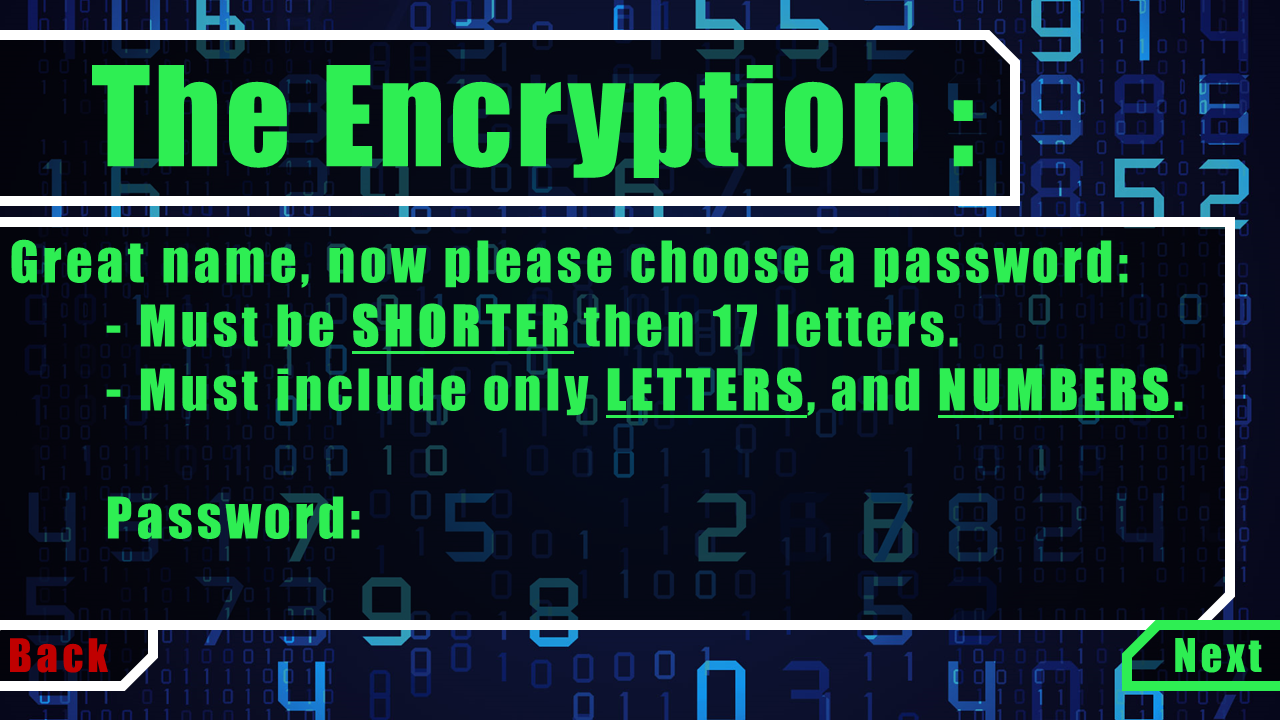 The Encryption :
Great name, now please choose a password:
- Must be SHORTER then 17 letters.
- Must include only LETTERS, and NUMBERS.
Password:
Back
Next